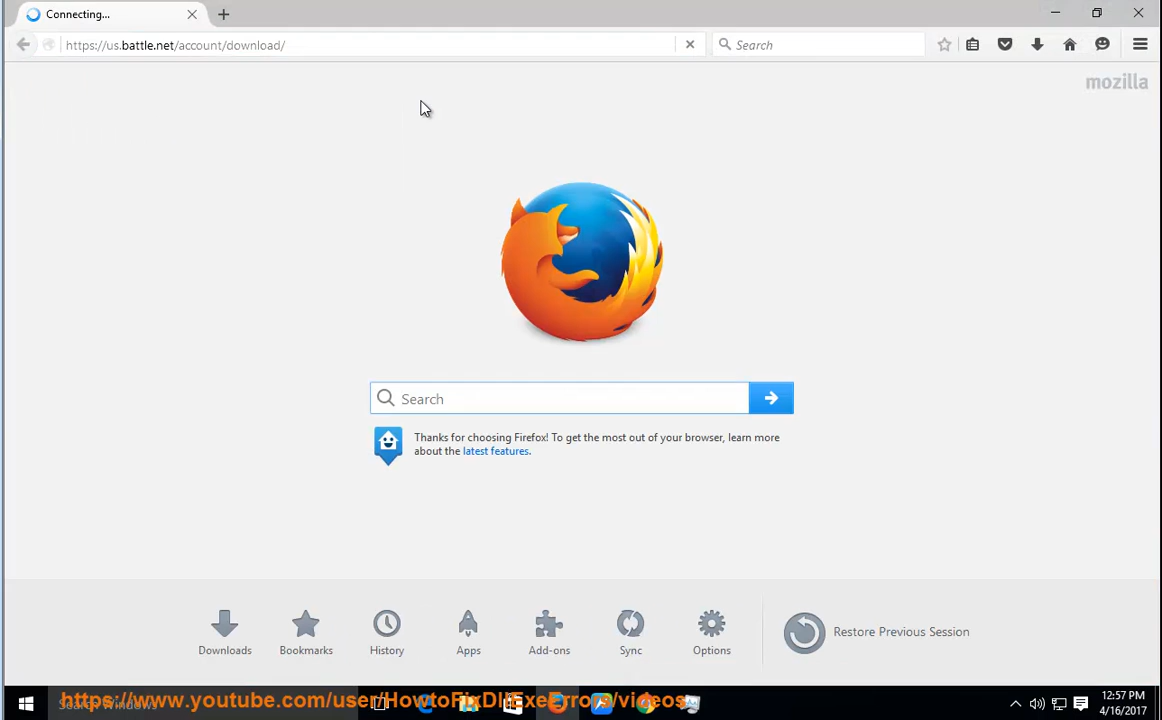 Connecting...
https://us.battle.net/account/download/
Search
mozilla
Search
Thanks for choosing Firefox! To get the most out of your browser, learn more
about the latest features.
Downloads
Bookmarks
History
Apps
Add-ons
Sync
Options
Restore Previous Session
Search Windows
https://www.youtube.com/user/HowtoFixDllExeErrors/videos
12:57 PM
4/16/2017